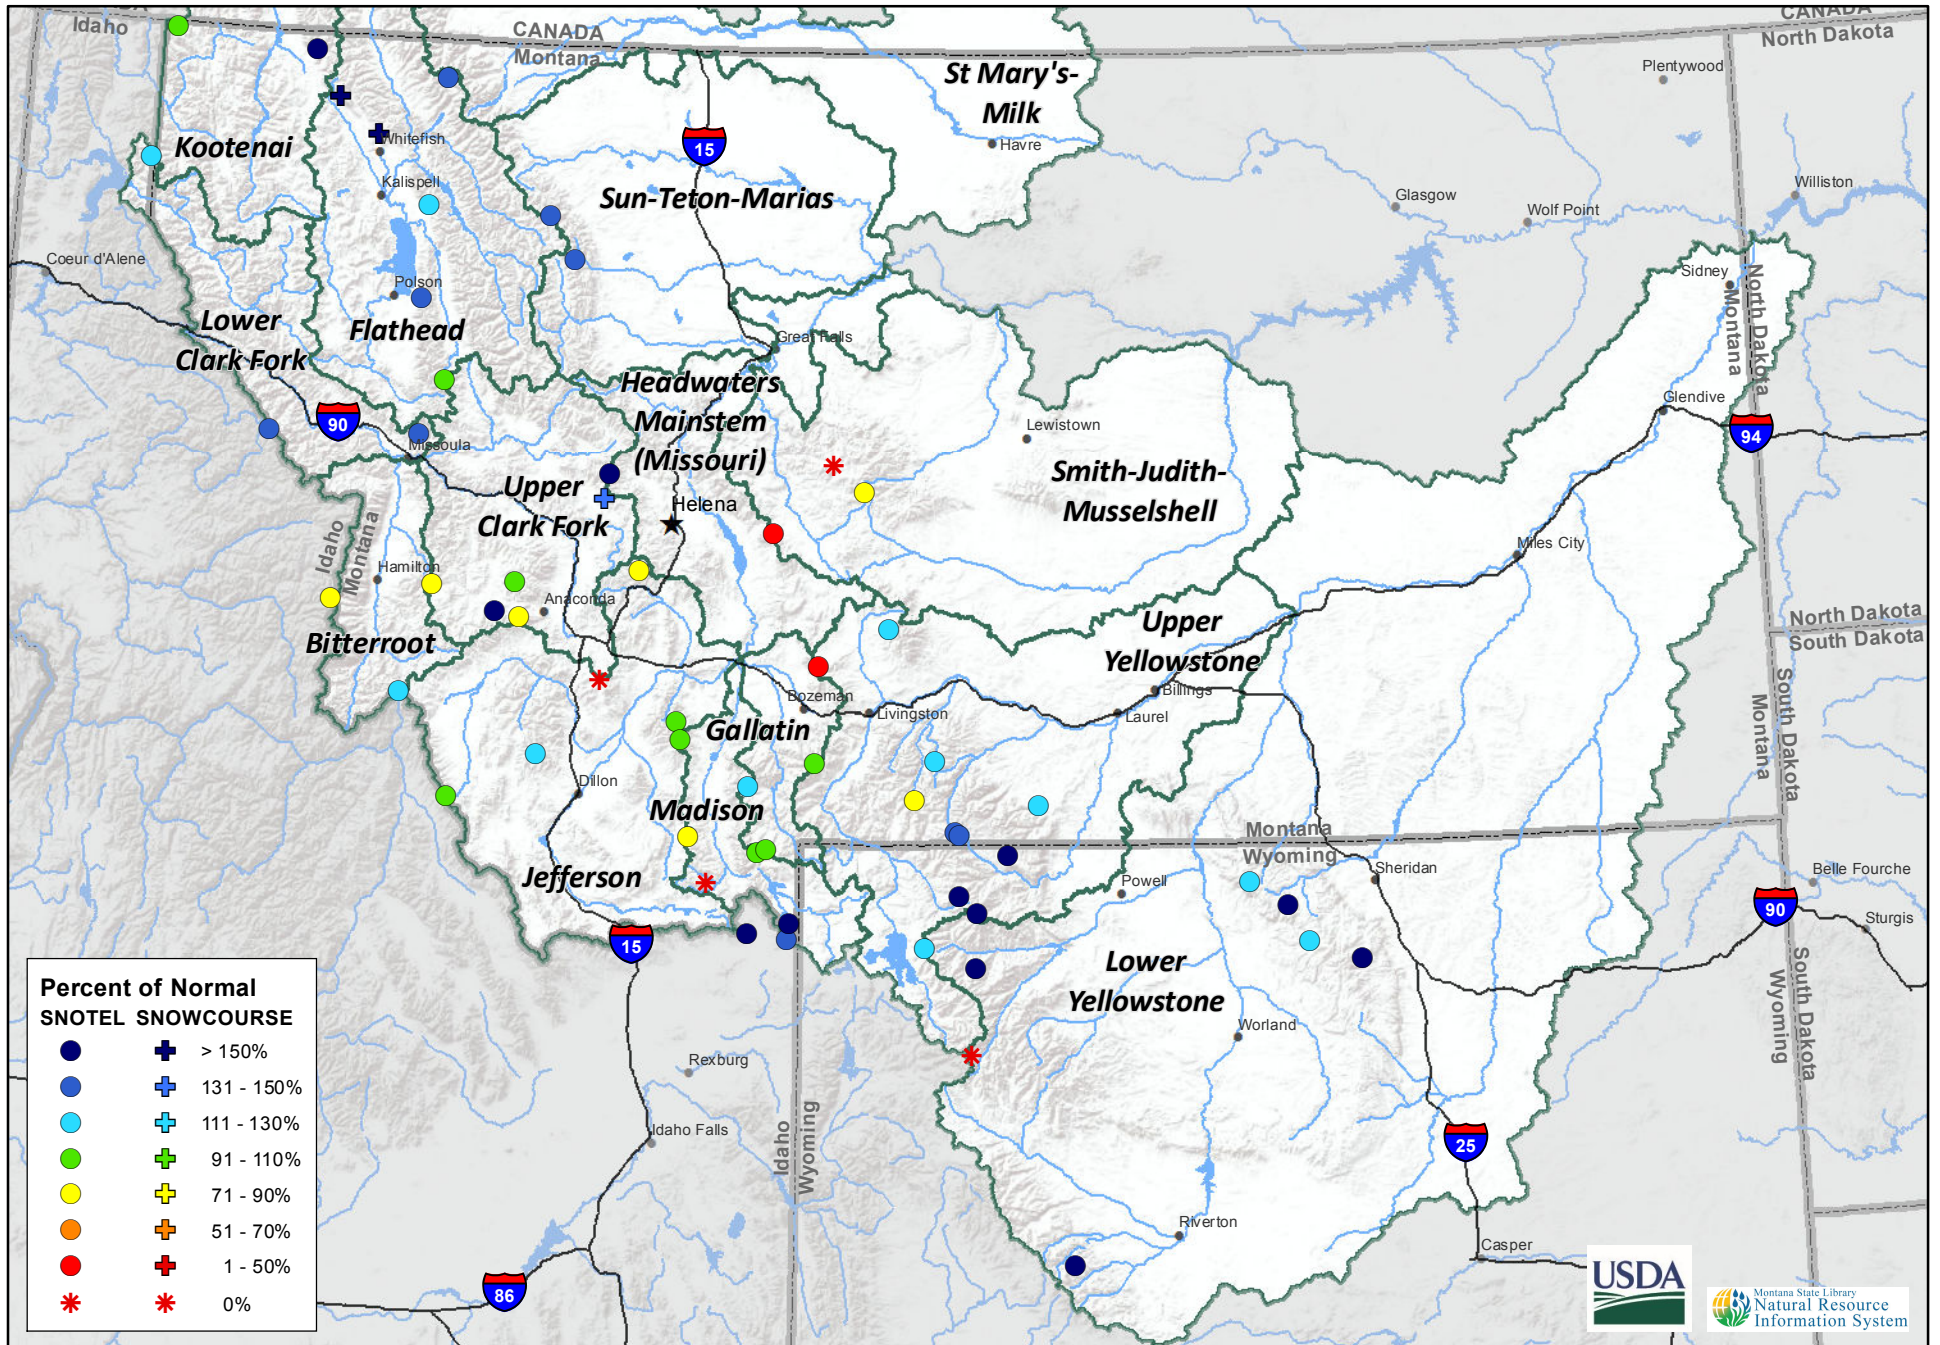 CANADA
Idaho
CANADA
Montana
CANADA
North Dakota
St Mary's-
Milk
Plentywood
Kootenai
Whitefish
15
Havre
Kalispell
Sun-Teton-Marias
Glasgow
Wolf Point
Williston
Coeur d'Alene
Polson
Sidney
North Dakota
Montana
Lower
Clark Fork
Flathead
Great Falls
Headwaters
Mainstem
(Missouri)
90
Missoula
Lewistown
Glendive
94
Smith-Judith-
Musselshell
Upper
Clark Fork
Helena
Idaho
Montana
Hamilton
Miles City
Anaconda
Bitterroot
Upper
Yellowstone
North Dakota
South Dakota
Bozeman
Livingston
Billings
Laurel
Gallatin
South Dakota
Montana
Dillon
Madison
Montana
Wyoming
Jefferson
Powell
Sheridan
Belle Fourche
90
Sturgis
15
Lower
Yellowstone
South Dakota
Wyoming
Worland
Rexburg
Idaho Falls
Idaho
Wyoming
25
Riverton
Casper
86
Percent of Normal
SNOTEL SNOWCOURSE
> 150%
131 - 150%
111 - 130%
91 - 110%
71 - 90%
51 - 70%
1 - 50%
0%
USDA
Montana State Library
Natural Resource
Information System